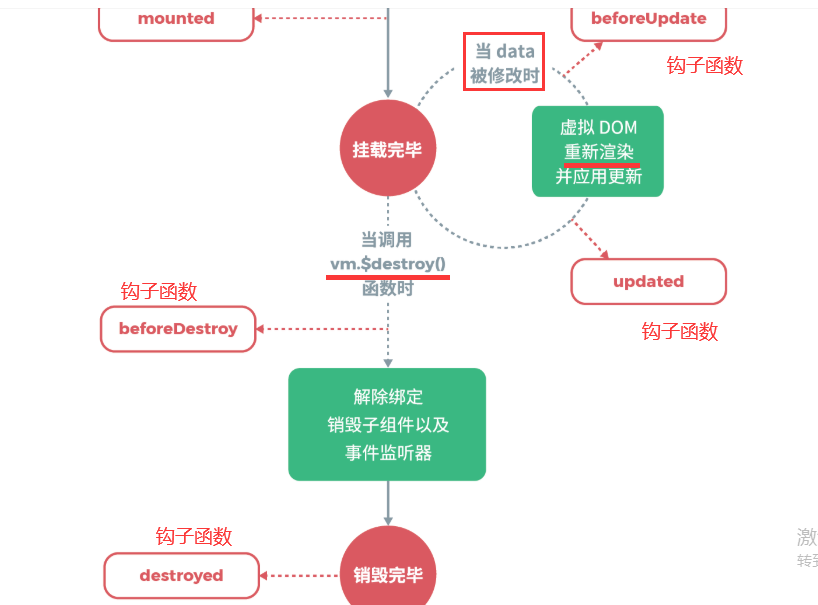 mounted
beforeUpdate
当 data
被修改时
钩子函数
挂载完毕
虚拟 DOM
重新渲染
并应用更新
当调用
vm.$destroy()
函数时
updated
钩子函数
钩子函数
beforeDestroy
解除绑定
销毁子组件以及
事件监听器
钩子函数
destroyed
销毁完毕
激